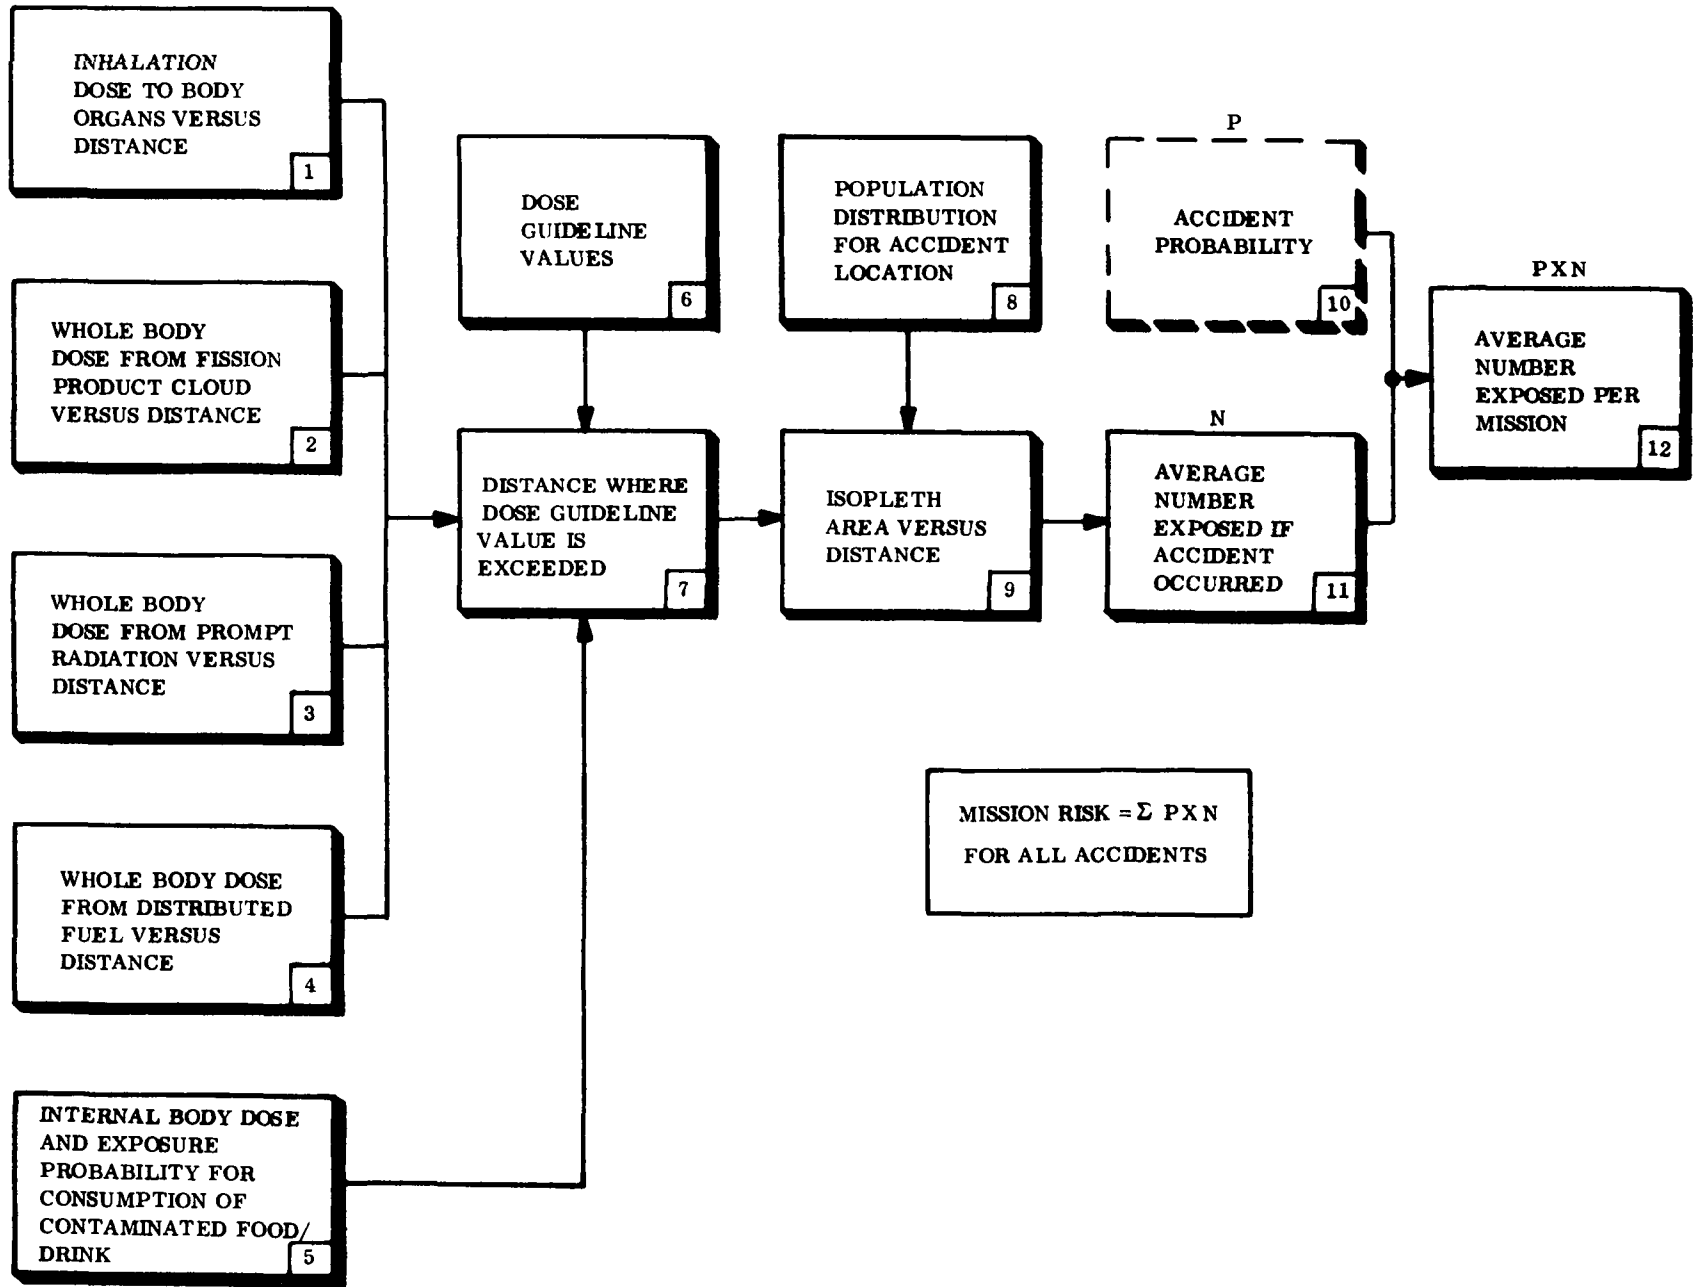 INHALATION
DOSE TO BODY
ORGANS VERSUS
DISTANCE
1
WHOLE BODY
DOSE FROM FISSION
PRODUCT CLOUD
VERSUS DISTANCE
2
WHOLE BODY
DOSE FROM PROMPT
RADIATION VERSUS
DISTANCE
3
WHOLE BODY DOSE
FROM DISTRIBUTED
FUEL VERSUS
DISTANCE
4
INTERNAL BODY DOSE
AND EXPOSURE
PROBABILITY FOR
CONSUMPTION OF
CONTAMINATED FOOD/
DRINK
5
DOSE
GUIDELINE
VALUES
6
DISTANCE WHERE
DOSE GUIDELINE
VALUE IS
EXCEEDED
7
POPULATION
DISTRIBUTION
FOR ACCIDENT
LOCATION
8
ISOPLETH
AREA VERSUS
DISTANCE
9
P
ACCIDENT
PROBABILITY
10
N
AVERAGE
NUMBER
EXPOSED IF
ACCIDENT
OCCURRED
11
PXN
AVERAGE
NUMBER
EXPOSED PER
MISSION
12
MISSION RISK = Σ PXN
FOR ALL ACCIDENTS